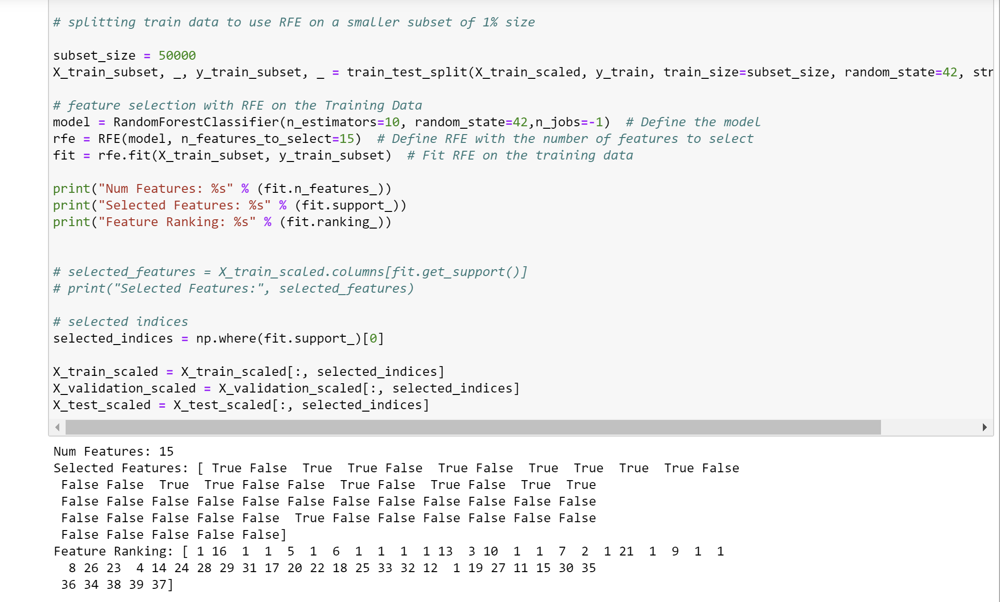 # splitting train data to use RFE on a smaller subset of 1% size
subset_size = 50000
X_train_subset, _, y_train_subset, _ = train_test_split(X_train_scaled, y_train, train_size=subset_size, random_state=42, str
# feature selection with RFE on the Training Data
model = RandomForestClassifier(n_estimators=10, random_state=42,n_jobs=-1)  # Define the model
rfe = RFE(model, n_features_to_select=15)  # Define RFE with the number of features to select
fit = rfe.fit(X_train_subset, y_train_subset)  # Fit RFE on the training data
print("Num Features: %s" % (fit.n_features_))
print("Selected Features: %s" % (fit.support_))
print("Feature Ranking: %s" % (fit.ranking_))
# selected_features = X_train_scaled.columns[fit.get_support()]
# print("Selected Features:", selected_features)
# selected indices
selected_indices = np.where(fit.support_)[0]
X_train_scaled = X_train_scaled[:, selected_indices]
X_validation_scaled = X_validation_scaled[:, selected_indices]
X_test_scaled = X_test_scaled[:, selected_indices]
Num Features: 15
Selected Features: [ True False  True  True False  True False  True  True  True  True False
 False False  True  True False False  True False  True False  True  True
 False False False False False False False False False False False False
 False False False False False  True False False False False False False
 False False False False False]
Feature Ranking: [ 1 16  1  1  5  1  6  1  1  1  1 13  3 10  1  1  7  2  1 21  1  9  1  1
  8 26 23  4 14 24 28 29 31 17 20 22 18 25 33 32 12  1 19 27 11 15 30 35
 36 34 38 39 37]